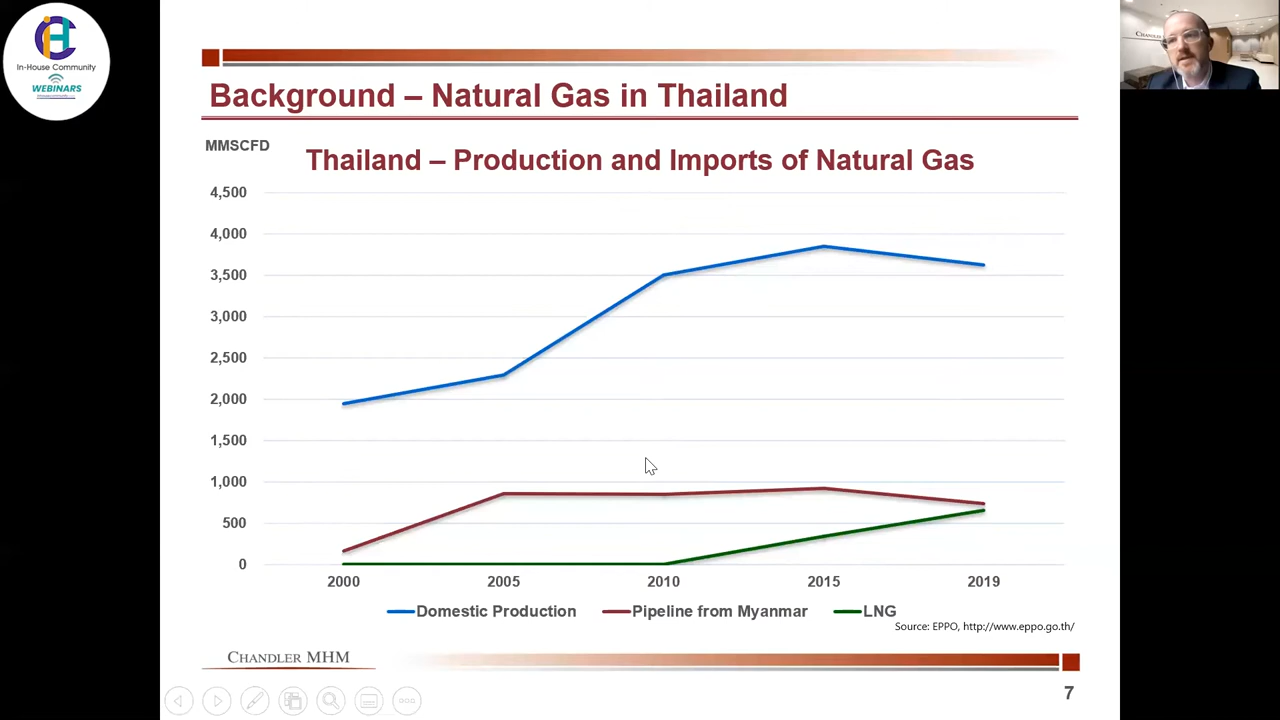 In-House Community
WEBINARS
CHANDLER
Background – Natural Gas in Thailand
MMSCFD
Thailand – Production and Imports of Natural Gas
4,500
4,000
3,500
3,000
2,500
2,000
1,500
1,000
500
0
2000 2005 2010 2015 2019
Domestic Production Pipeline from Myanmar LNG
Source: EPPO, http://www.eppo.go.th/
CHANDLER MHM
7